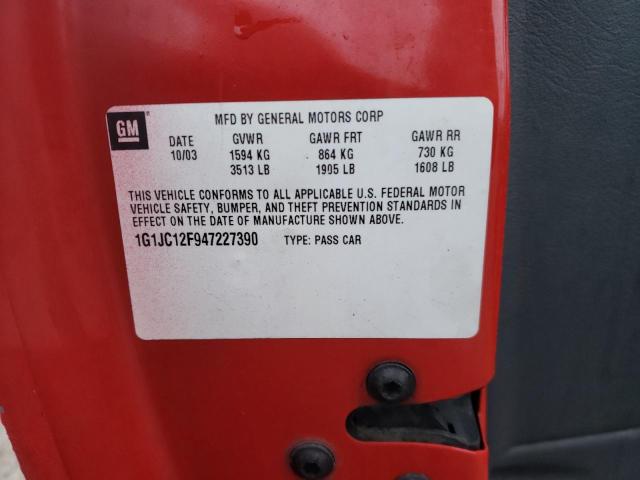 GM
MFD BY GENERAL MOTORS CORP
DATE GVWR GAWR FRT GAWR RR
10/03 1594 KG 864 KG 730 KG
3513 LB 1905 LB 1608 LB
THIS VEHICLE CONFORMS TO ALL APPLICABLE U.S. FEDERAL MOTOR
VEHICLE SAFETY, BUMPER, AND THEFT PREVENTION STANDARDS IN
EFFECT ON THE DATE OF MANUFACTURE SHOWN ABOVE.
1G1JC12F947227390 TYPE: PASS CAR